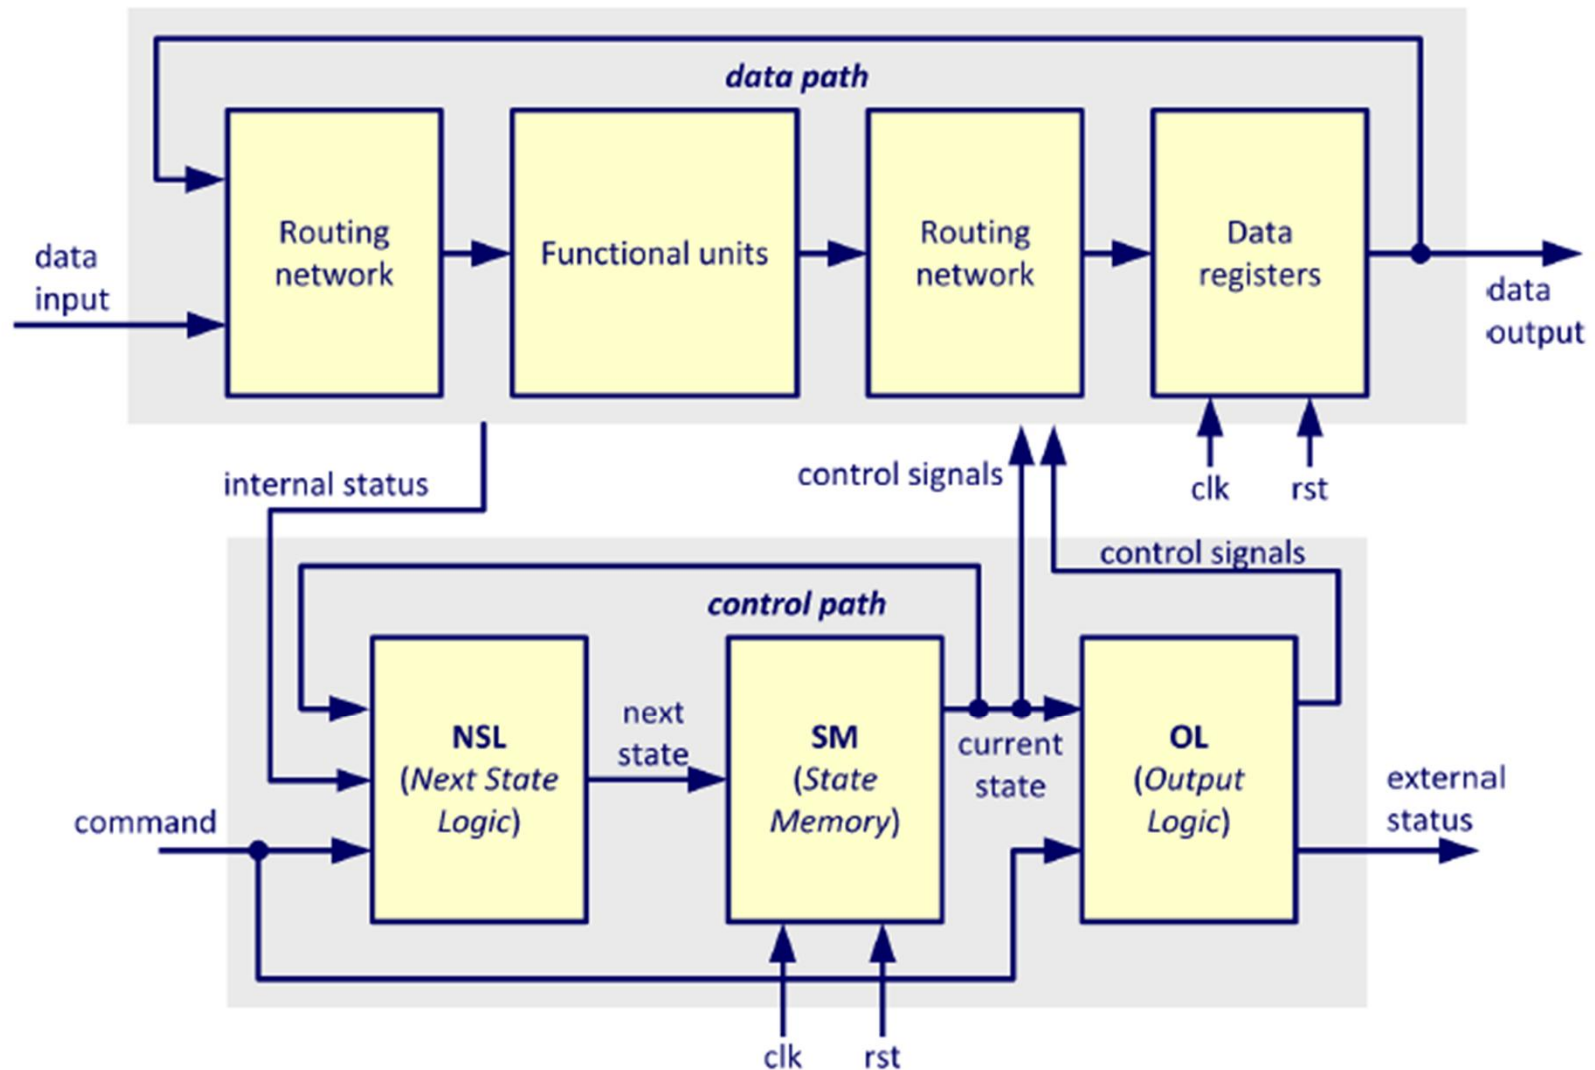 data path
Routing
network
Functional units
Routing
network
Data
registers
data
input
data
output
clk
rst
internal status
control signals
control signals
control path
NSL
(Next State
Logic)
next
state
SM
(State
Memory)
current
state
OL
(Output
Logic)
external
status
command
clk
rst